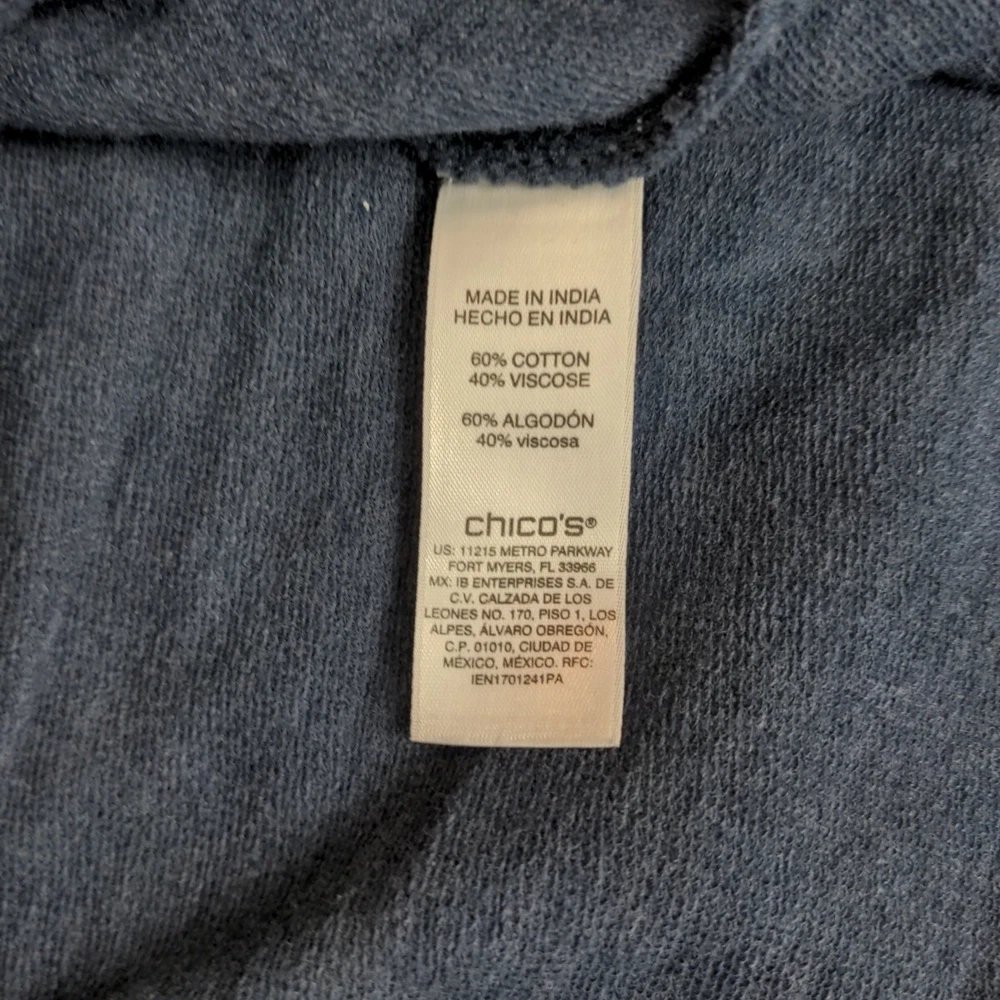 MADE IN INDIA
HECHO EN INDIA
60% COTTON
40% VISCOSE
60% ALGODÓN
40% viscosa
chico's®
US: 11215 METRO PARKWAY
FORT MYERS, FL 33966
MX: IB ENTERPRISES S.A. DE
C.V. CALZADA DE LOS
LEONES NO. 170, PISO 1, LOS
ALPES, ÁLVARO OBREGÓN,
C.P. 01010, CIUDAD DE
MÉXICO, MÉXICO. RFC:
IEN1701241PA